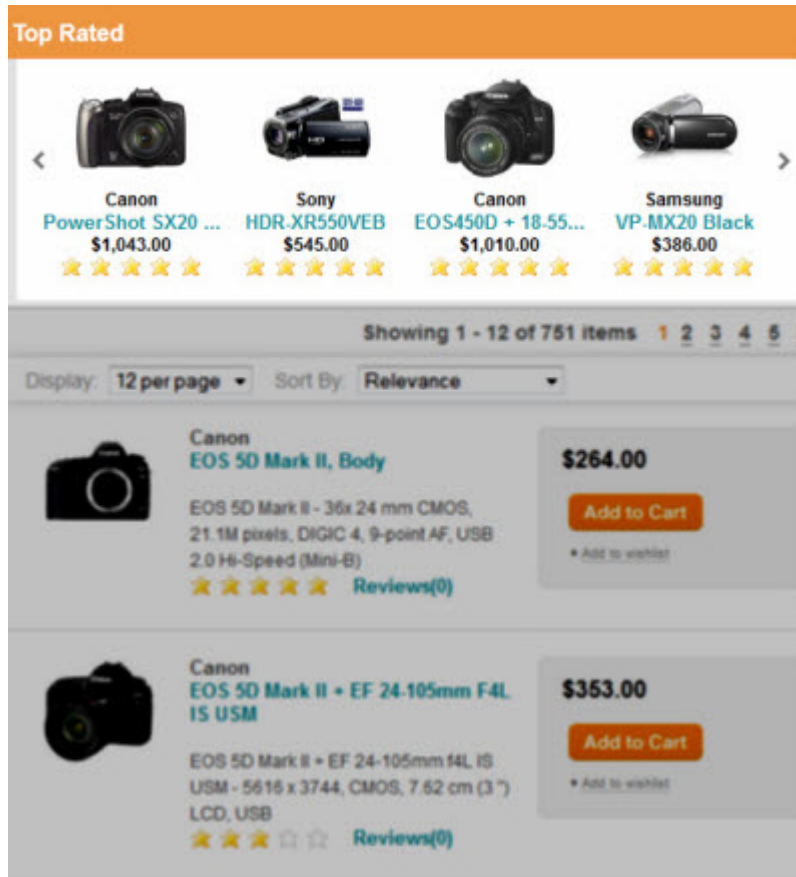 Top Rated
Canon
PowerShot SX20 ...
$1,043.00
Sony
HDR-XR550VEB
$545.00
Canon
EOS450D + 18-55...
$1,010.00
Samsung
VP-MX20 Black
$386.00
Showing 1 - 12 of 751 items 1 2 3 4 5
Display: 12 per page Sort By: Relevance
Canon
EOS 5D Mark II, Body
EOS 5D Mark II - 36x 24 mm CMOS,
21.1M pixels, DIGIC 4, 9-point AF, USB
2.0 Hi-Speed (Mini-B)
Reviews(0)
$264.00
Add to Cart
Add to wishlist
Canon
EOS 5D Mark II + EF 24-105mm F4L
IS USM
EOS 5D Mark II + EF 24-105mm f4L IS
USM - 5616 x 3744, CMOS, 7.62 cm (3 ")
LCD, USB
Reviews(0)
$353.00
Add to Cart
Add to wishlist